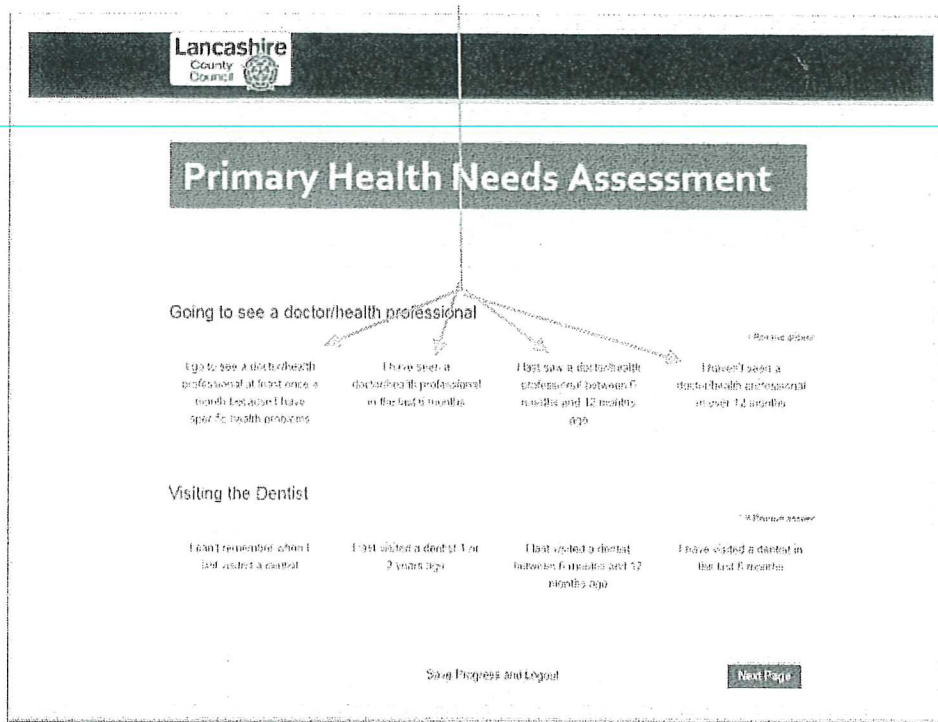 Lancashire
County
Council
Primary Health Needs Assessment
Going to see a doctor/health professional
Remove answer
I go to see a doctor/health
professional at least once a
month because I have
specific health problems
I have seen a
doctor/health professional
in the last 6 months
I last saw a doctor/health
professional between 6
months and 12 months
ago
I haven't seen a
doctor/health professional
in over 12 months
Visiting the Dentist
Remove answer
I can't remember when I
last visited a dentist
I last visited a dentist 1 or
2 years ago
I last visited a dentist
between 6 months and 12
months ago
I have visited a dentist in
the last 6 months
Save Progress and Logout
Next Page